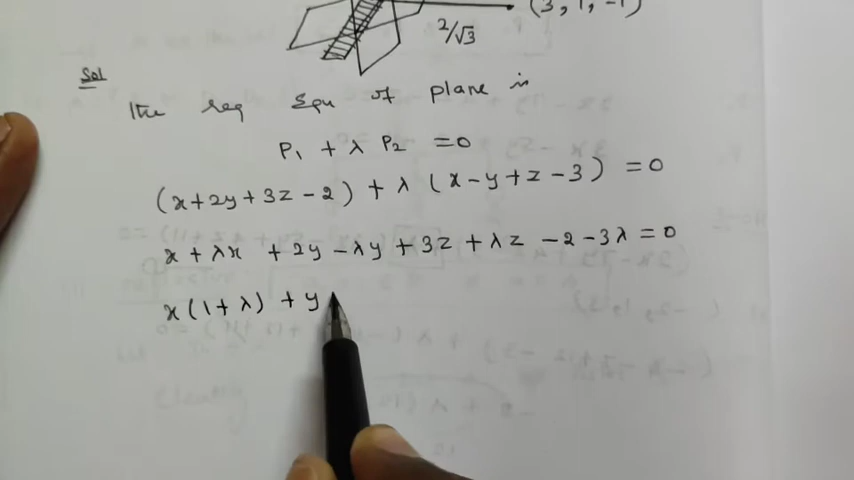 (3, 1, -1)
2/√3
Sol
The req Equ of plane is
P₁ + λ P₂ = 0
(x+2y+3z-2) + λ (x-y+z-3) = 0
x + λx + 2y - λy + 3z + λz - 2 - 3λ = 0
x(1+λ) + y